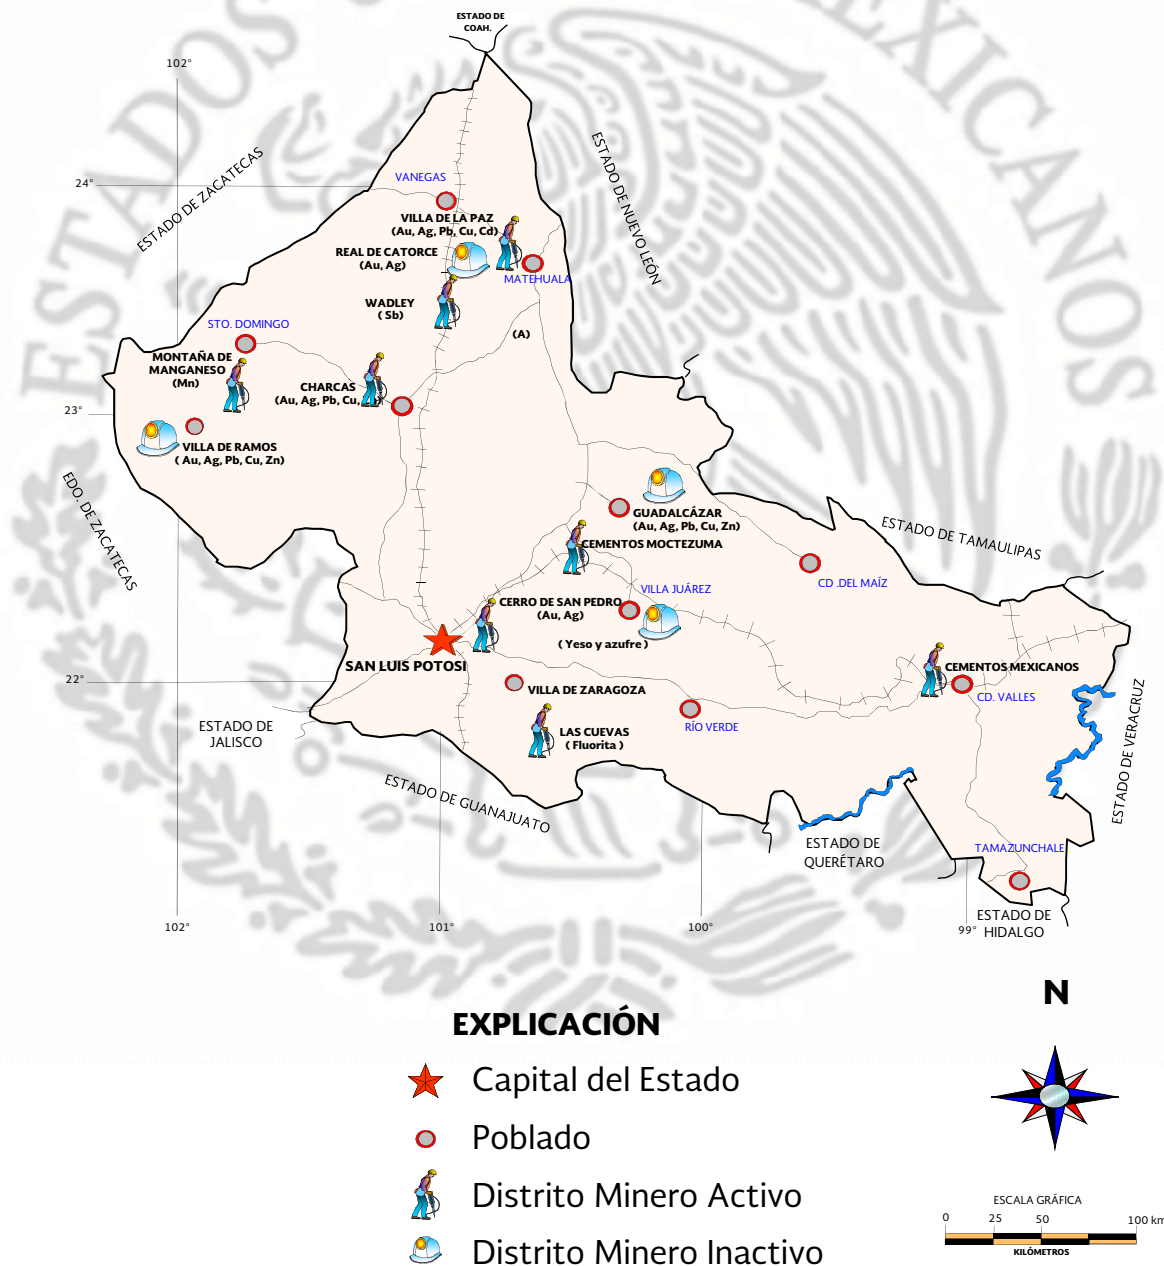 ESTADOS
MEXICANOS
ESTADO DE
COAH.
102°
24°
ESTADO DE ZACATECAS
ESTADO DE NUEVO LEÓN
VANEGAS
VILLA DE LA PAZ
(Au, Ag, Pb, Cu, Cd)
REAL DE CATORCE
(Au, Ag)
MATEHUALA
WADLEY
( Sb)
STO. DOMINGO
(A)
MONTAÑA DE
MANGANESO
(Mn)
CHARCAS
(Au, Ag, Pb, Cu,
23°
VILLA DE RAMOS
( Au, Ag, Pb, Cu, Zn)
EDO. DE ZACATECAS
GUADALCÁZAR
(Au, Ag, Pb, Cu, Zn)
ESTADO DE TAMAULIPAS
CEMENTOS MOCTEZUMA
CD .DEL MAÍZ
VILLA JUÁREZ
CERRO DE SAN PEDRO
(Au, Ag)
( Yeso y azufre )
SAN LUIS POTOSI
CEMENTOS MEXICANOS
22°
VILLA DE ZARAGOZA
CD. VALLES
RÍO VERDE
ESTADO DE
JALISCO
LAS CUEVAS
( Fluorita )
ESTADO DE VERACRUZ
ESTADO DE GUANAJUATO
ESTADO DE
QUERÉTARO
TAMAZUNCHALE
ESTADO DE
HIDALGO
102°
101°
100°
99°
N
EXPLICACIÓN
Capital del Estado
Poblado
Distrito Minero Activo
Distrito Minero Inactivo
ESCALA GRÁFICA
0 25 50 100 km
KILÓMETROS